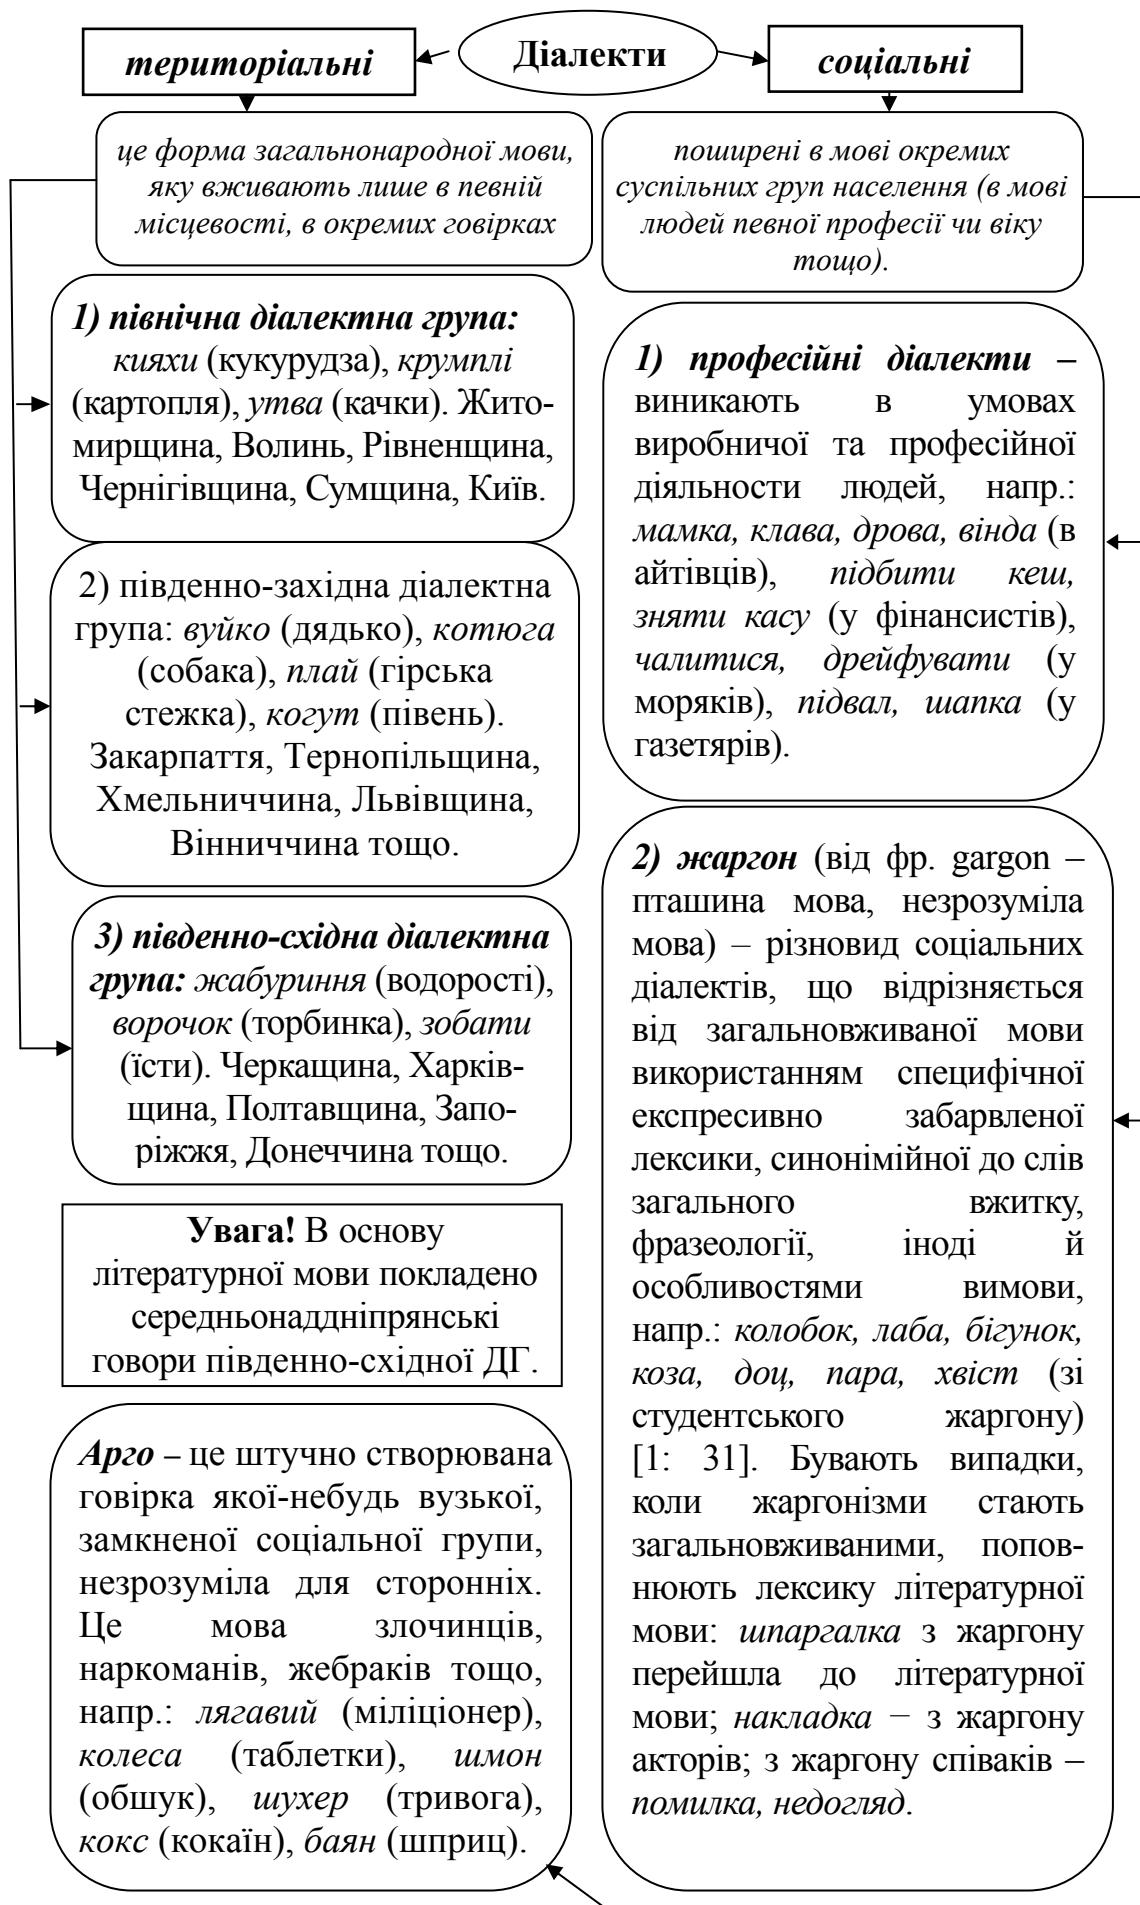 Діалекти
територіальні
соціальні
це форма загальнонародної мови,
яку вживають лише в певній
місцевості, в окремих говірках
поширені в мові окремих
суспільних груп населення (в мові
людей певної професії чи віку
тощо).
1) північна діалектна група:
кияхи (кукурудза), крумплі
(картопля), утва (качки). Жито-
мирщина, Волинь, Рівненщина,
Чернігівщина, Сумщина, Київ.
2) південно-західна діалектна
група: вуйко (дядько), котюга
(собака), плай (гірська
стежка), когут (півень).
Закарпаття, Тернопільщина,
Хмельниччина, Львівщина,
Вінниччина тощо.
3) південно-східна діалектна
група: жабуриння (водорості),
ворочок (торбинка), зобати
(їсти). Черкащина, Харків-
щина, Полтавщина, Запо-
ріжжя, Донеччина тощо.
Увага! В основу
літературної мови покладено
середньонаддніпрянські
говори південно-східної ДГ.
Арго – це штучно створювана
говірка якої-небудь вузької,
замкненої соціальної групи,
незрозуміла для сторонніх.
Це мова злочинців,
наркоманів, жебраків тощо,
напр.: лягавий (міліціонер),
колеса (таблетки), шмон
(обшук), шухер (тривога),
кокс (кокаїн), баян (шприц).
1) професійні діалекти –
виникають в умовах
виробничої та професійної
діяльности людей, напр.:
мамка, клава, дрова, вінда (в
айтівців), підбити кеш,
зняти касу (у фінансистів),
чалитися, дрейфувати (у
моряків), підвал, шапка (у
газетярів).
2) жаргон (від фр. gargon –
пташина мова, незрозуміла
мова) – різновид соціальних
діалектів, що відрізняється
від загальновживаної мови
використанням специфічної
експресивно забарвленої
лексики, синонімійної до слів
загального вжитку,
фразеології, іноді й
особливостями вимови,
напр.: колобок, лаба, бігунок,
коза, доц, пара, хвіст (зі
студентського жаргону)
[1: 31]. Бувають випадки,
коли жаргонізми стають
загальновживаними, попов-
нюють лексику літературної
мови: шпаргалка з жаргону
перейшла до літературної
мови; накладка − з жаргону
акторів; з жаргону співаків –
помилка, недогляд.